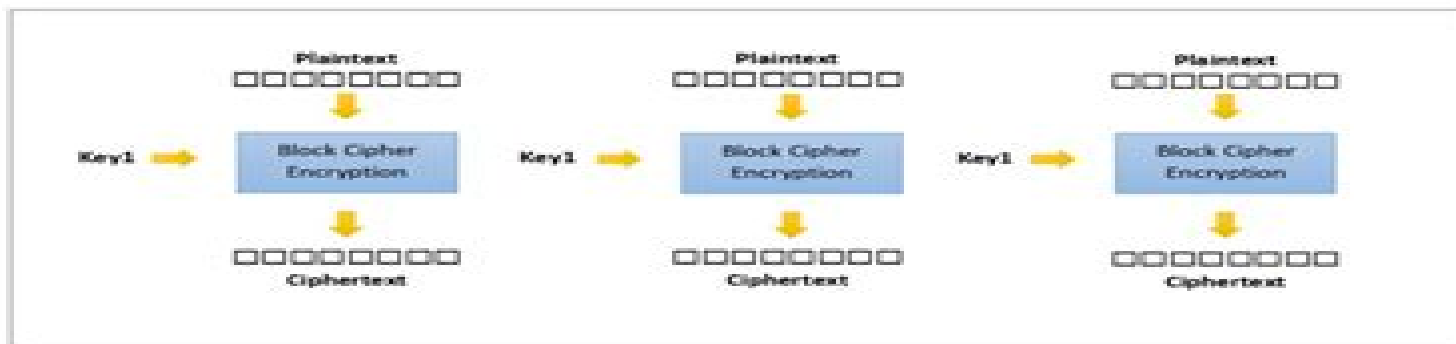 Plaintext
Plaintext
Plaintext
Key1
Block Cipher
Encryption
Key1
Block Cipher
Encryption
Key1
Block Cipher
Encryption
Ciphertext
Ciphertext
Ciphertext